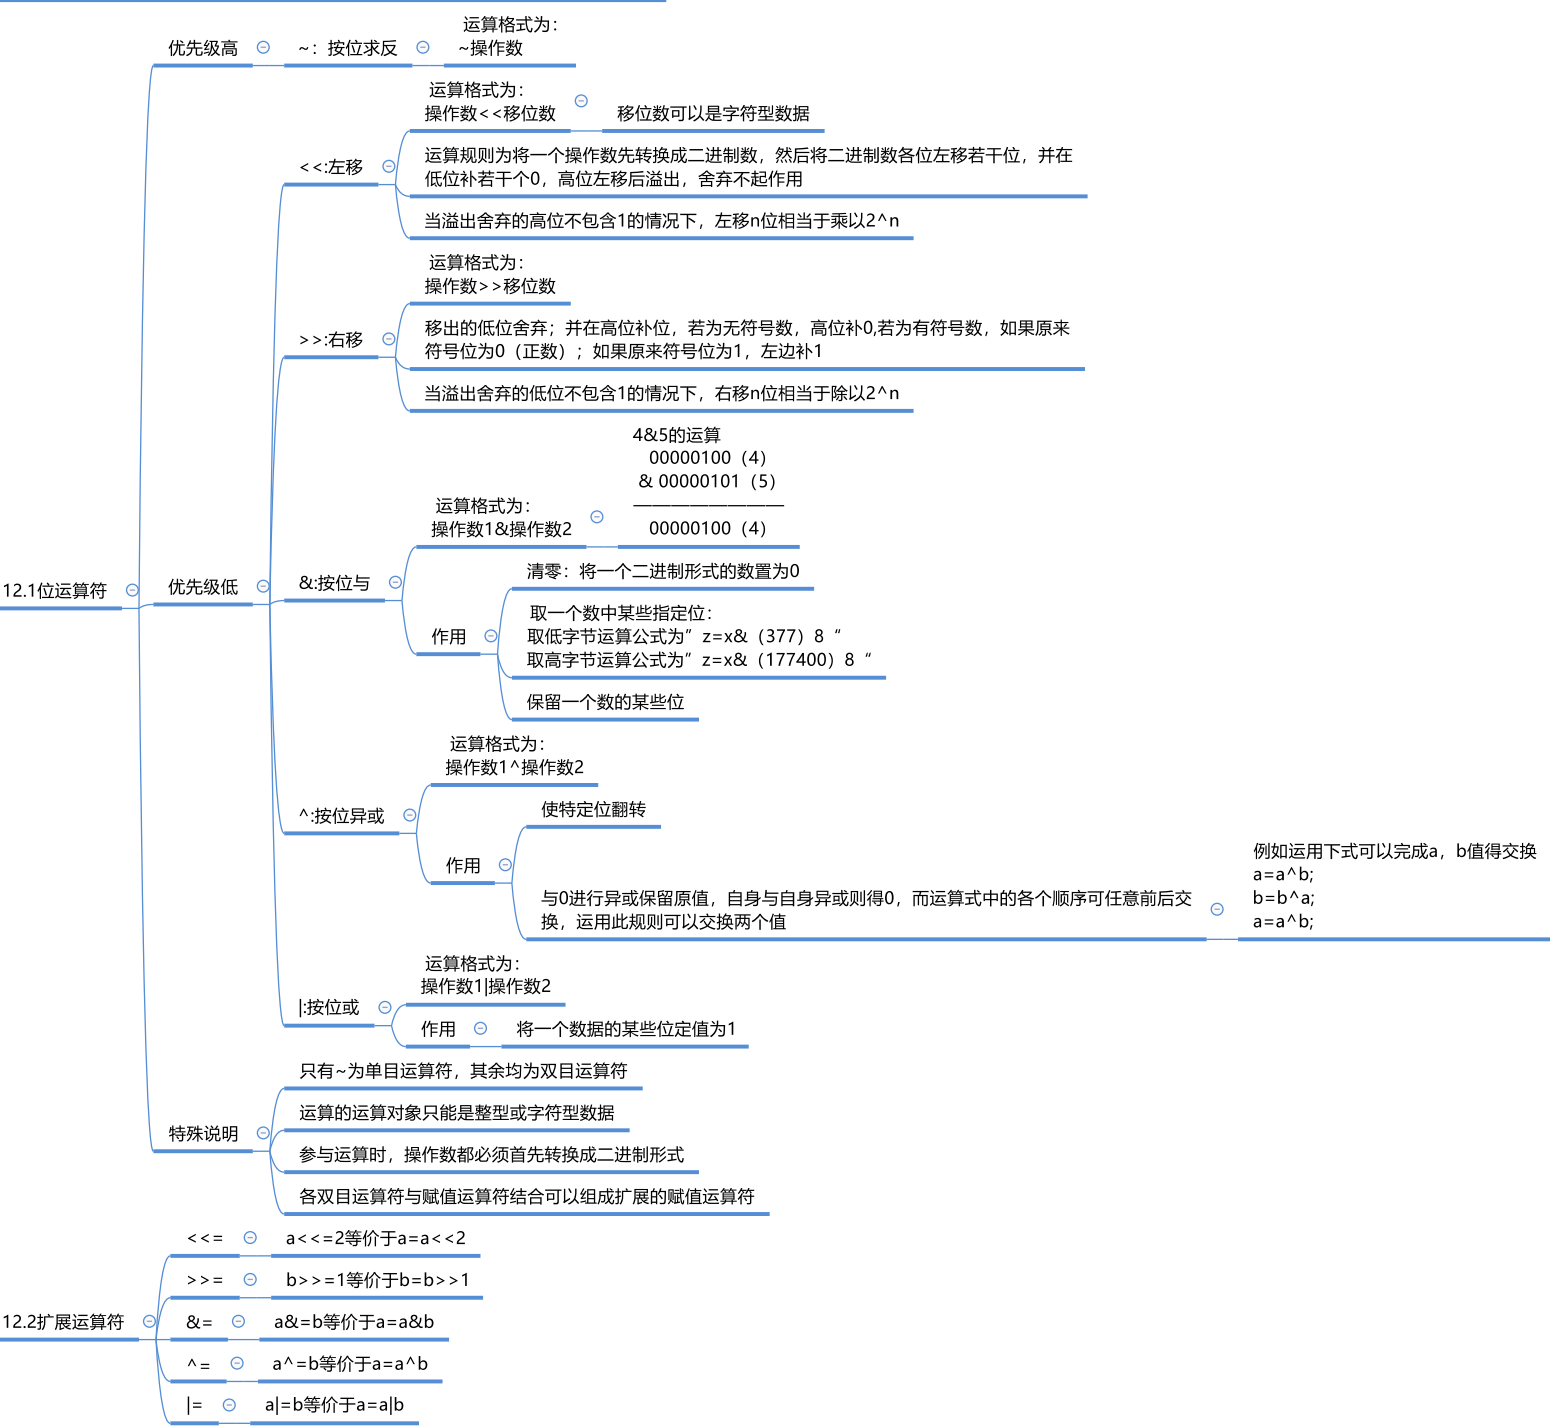 优先级高
~：按位求反
运算格式为：
~操作数
运算格式为：
操作数<<移位数
移位数可以是字符型数据
<<:左移
运算规则为将一个操作数先转换成二进制数，然后将二进制数各位左移若干位，并在
低位补若干个0，高位左移后溢出，舍弃不起作用
当溢出舍弃的高位不包含1的情况下，左移n位相当于乘以2^n
运算格式为：
操作数>>移位数
>>:右移
移出的低位舍弃；并在高位补位，若为无符号数，高位补0,若为有符号数，如果原来
符号位为0（正数）；如果原来符号位为1，左边补1
当溢出舍弃的低位不包含1的情况下，右移n位相当于除以2^n
4&5的运算
00000100（4）
& 00000101（5）
————————
00000100（4）
运算格式为：
操作数1&操作数2
12.1位运算符
优先级低
&:按位与
清零：将一个二进制形式的数置为0
作用
取一个数中某些指定位：
取低字节运算公式为”z=x&（377）8“
取高字节运算公式为”z=x&（177400）8“
保留一个数的某些位
运算格式为：
操作数1^操作数2
^:按位异或
使特定位翻转
作用
与0进行异或保留原值，自身与自身异或则得0，而运算式中的各个顺序可任意前后交
换，运用此规则可以交换两个值
例如运用下式可以完成a，b值得交换
a=a^b;
b=b^a;
a=a^b;
运算格式为：
操作数1|操作数2
|:按位或
作用
将一个数据的某些位定值为1
只有~为单目运算符，其余均为双目运算符
运算的运算对象只能是整型或字符型数据
特殊说明
参与运算时，操作数都必须首先转换成二进制形式
各双目运算符与赋值运算符结合可以组成扩展的赋值运算符
<<=
a<<=2等价于a=a<<2
>>=
b>>=1等价于b=b>>1
12.2扩展运算符
&=
a&=b等价于a=a&b
^=
a^=b等价于a=a^b
|=
a|=b等价于a=a|b